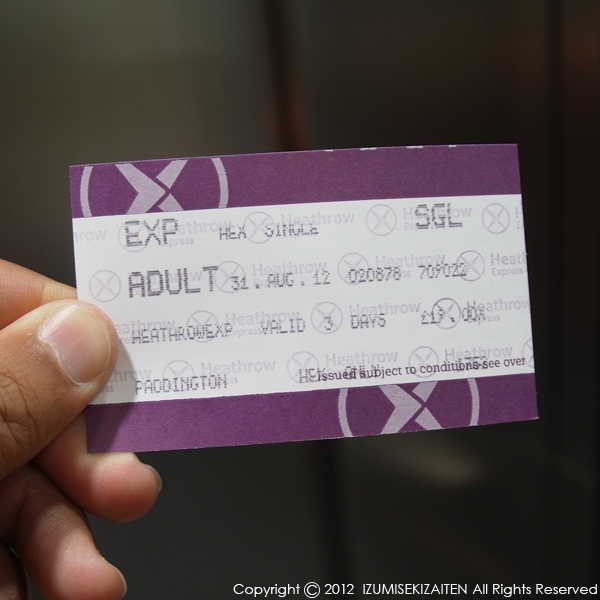 EXP HEX SINGLE SGL
ADULT 31.AUG.12 020878 709022
HEATHROWEXP VALID 3 DAYS
PADDINGTON HEX
Issued subject to conditions-see over
Heathrow Express
Copyright © 2012 IZUMISEKIZAITEN All Rights Reserved